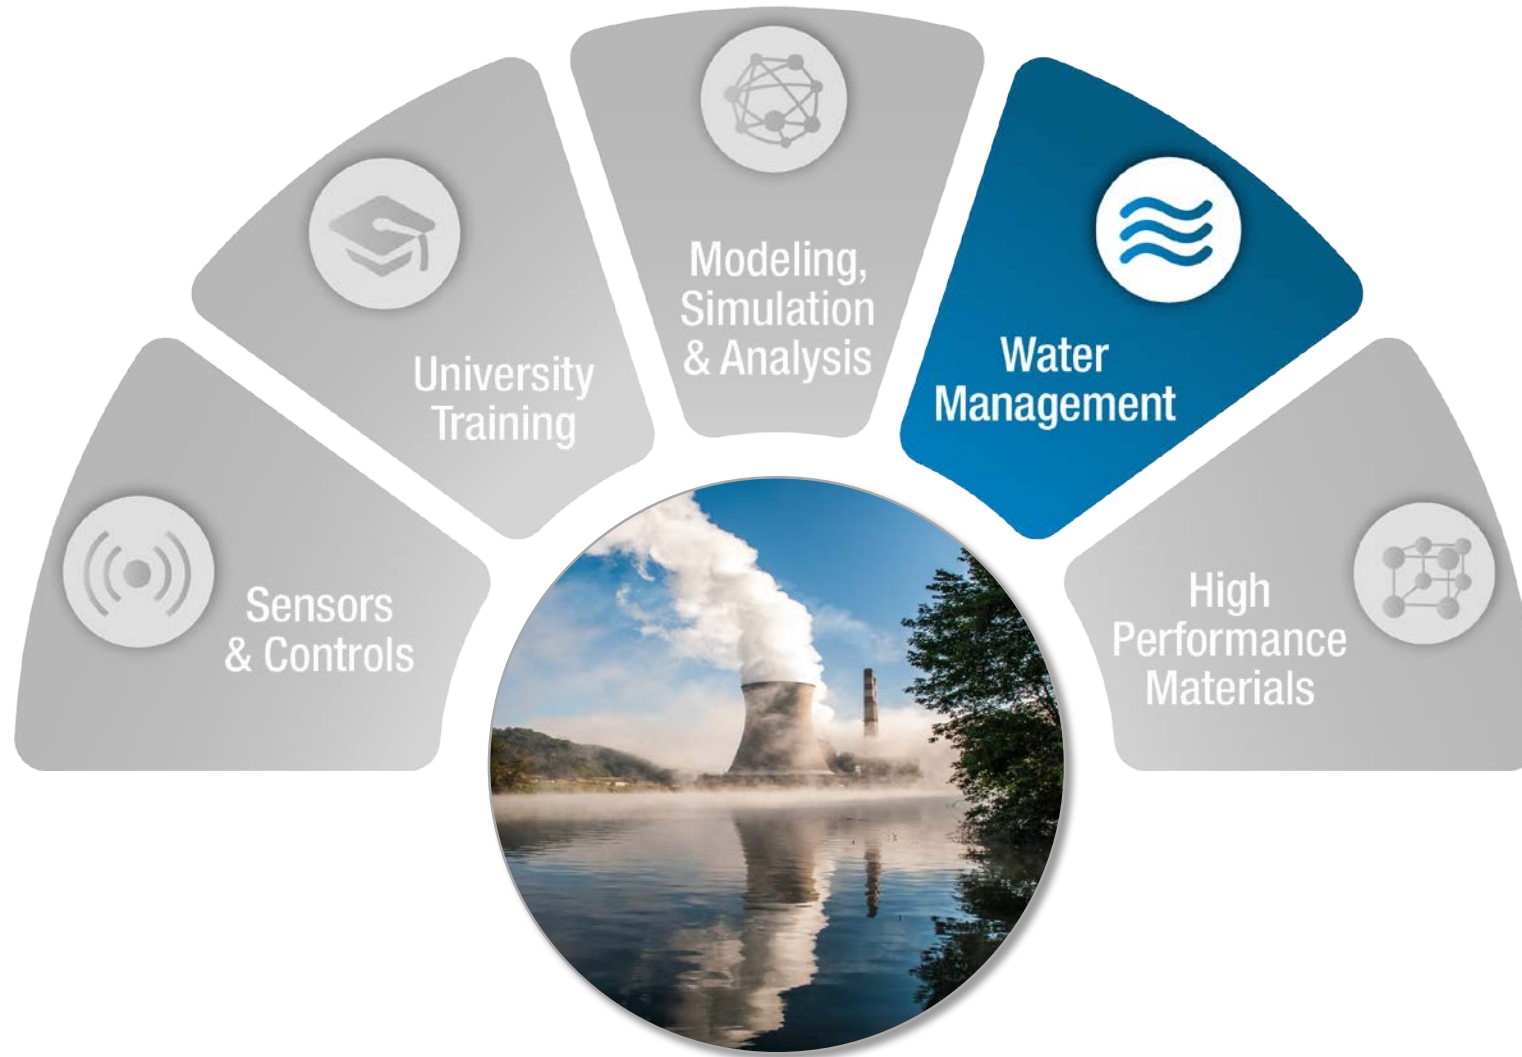 Sensors
& Controls
University
Training
Modeling,
Simulation
& Analysis
Water
Management
High
Performance
Materials